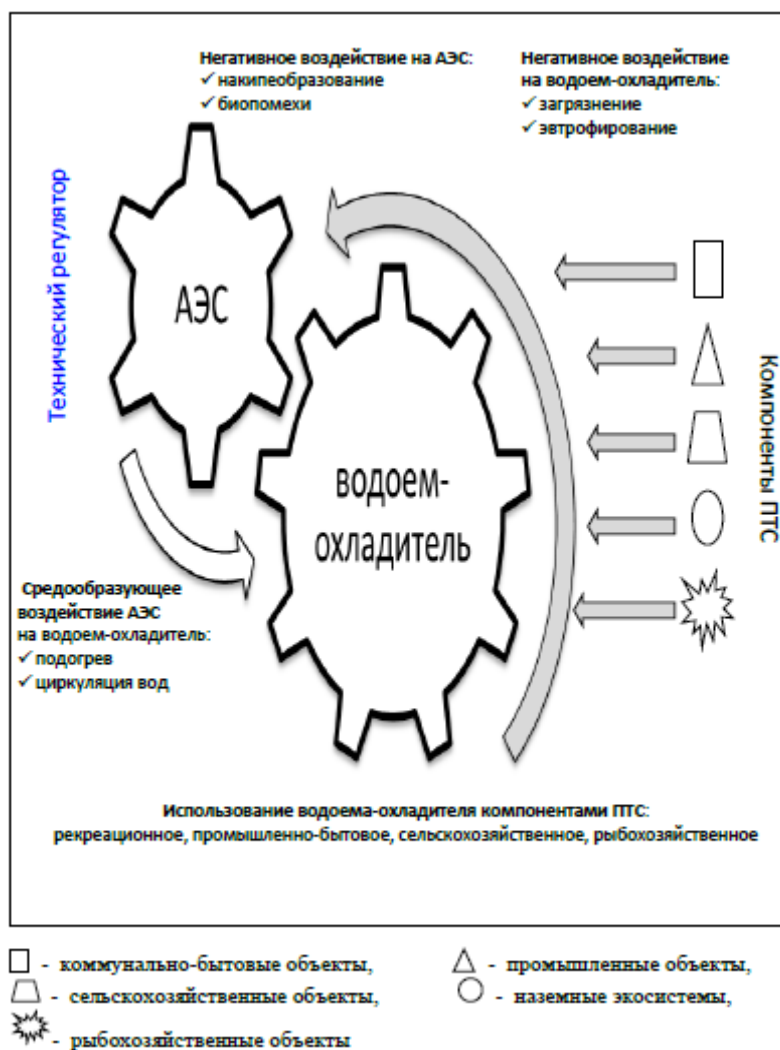 Негативное воздействие на АЭС:
✓ накипеобразование
✓ биопомехи
Негативное воздействие
на водоем-охладитель:
✓ загрязнение
✓ эвтрофирование
Технический регулятор
АЭС
водоем-
охладитель
Компоненты ПТС
Средообразующее
воздействие АЭС
на водоем-охладитель:
✓ подогрев
✓ циркуляция вод
Использование водоема-охладителя компонентами ПТС:
рекреационное, промышленно-бытовое, сельскохозяйственное, рыбохозяйственное
- коммунально-бытовые объекты,
- промышленные объекты,
- сельскохозяйственные объекты,
- наземные экосистемы,
- рыбохозяйственные объекты